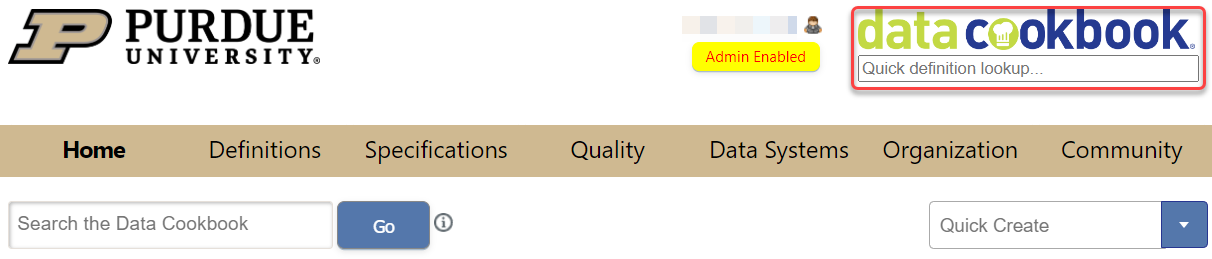 PURDUE
UNIVERSITY®
Admin Enabled
data cookbook®
Quick definition lookup...
Home Definitions Specifications Quality Data Systems Organization Community
Search the Data Cookbook Go Quick Create